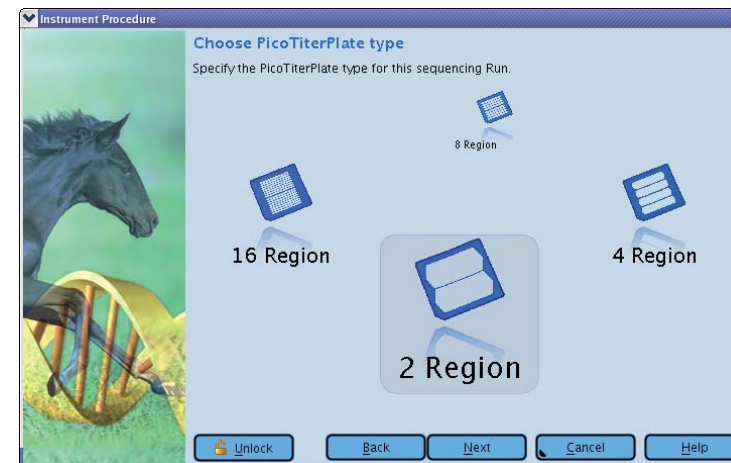 Instrument Procedure
Choose PicoTiterPlate type
Specify the PicoTiterPlate type for this sequencing Run.
8 Region
16 Region
4 Region
2 Region
Unlock
Back
Next
Cancel
Help